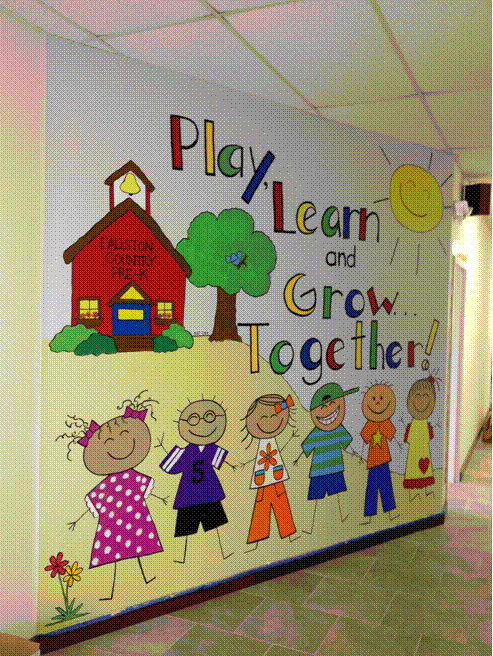 Play,
Learn
and
Grow...
Together!
FALLSTON
COUNTRY
PRE-K
5